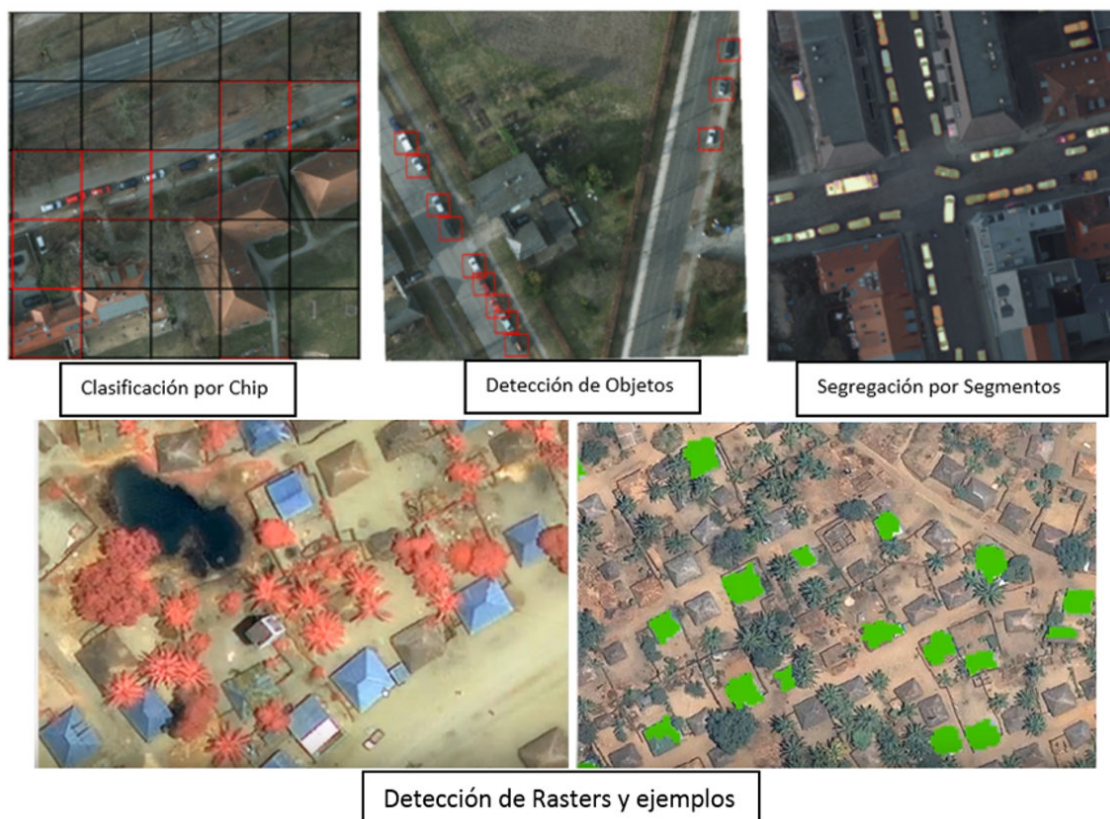 Clasificación por Chip
Detección de Objetos
Segregación por Segmentos
Detección de Rasters y ejemplos